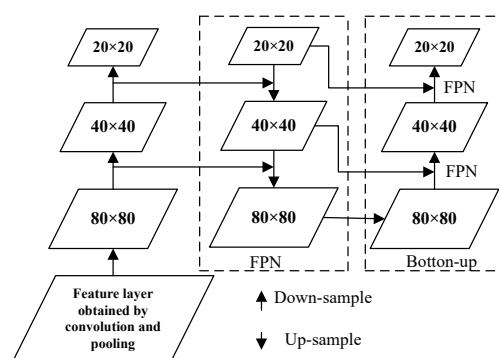 20×20
20×20
20×20
FPN
40×40
40×40
40×40
FPN
80×80
80×80
80×80
FPN
Botton-up
Feature layer
obtained by
convolution and
pooling
Down-sample
Up-sample